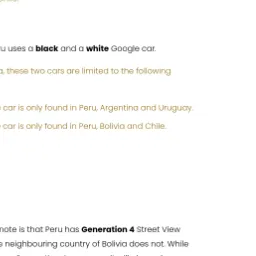 ru uses a black and a white Google car.
a, these two cars are limited to the following
car is only found in Peru, Argentina and Uruguay.
car is only found in Peru, Bolivia and Chile.
note is that Peru has Generation 4 Street View
neighbouring country of Bolivia does not. While